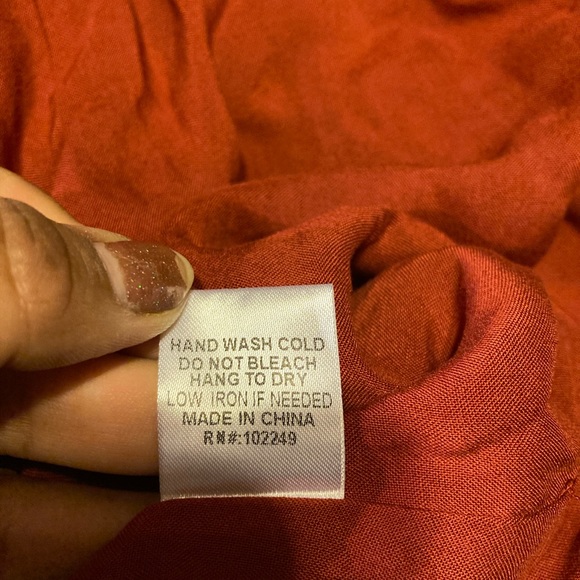 HAND WASH COLD
DO NOT BLEACH
HANG TO DRY
LOW IRON IF NEEDED
MADE IN CHINA
RN#:102249